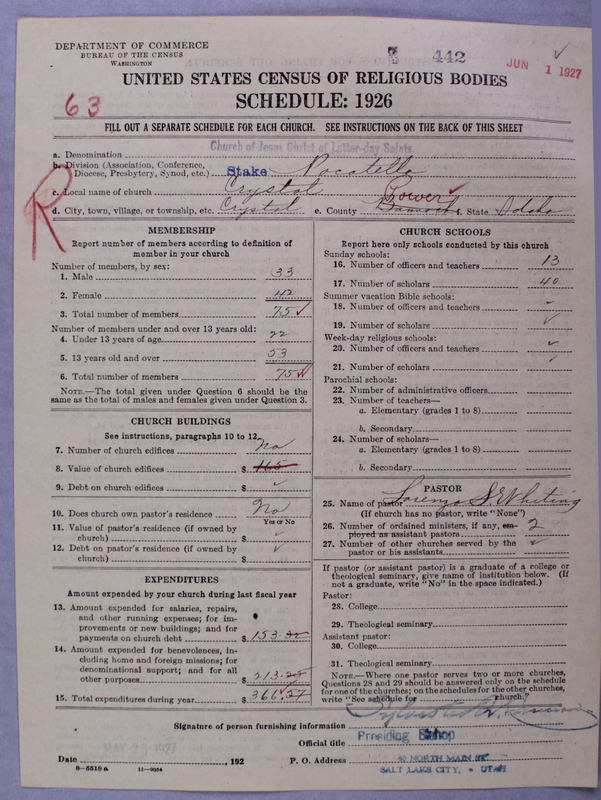 DEPARTMENT OF COMMERCE
BUREAU OF THE CENSUS
WASHINGTON
442
JUN 1 1927
UNITED STATES CENSUS OF RELIGIOUS BODIES
63
SCHEDULE: 1926
FILL OUT A SEPARATE SCHEDULE FOR EACH CHURCH. SEE INSTRUCTIONS ON THE BACK OF THIS SHEET
R
Church of Jesus Christ of Latter-day Saints
a. Denomination
b. Division (Association, Conference, Diocese, Presbytery, Synod, etc.) Stake Pocatello
c. Local name of church Crystal
Power
d. City, town, village, or township, etc. Crystal e. County Bannock f. State Idaho
MEMBERSHIP
Report number of members according to definition of member in your church
Number of members, by sex:
1. Male 33
2. Female 42
3. Total number of members 75
Number of members under and over 13 years old:
4. Under 13 years of age 22
5. 13 years old and over 53
6. Total number of members 75
NOTE.—The total given under Question 6 should be
same as the total of males and females given under Question 3.
CHURCH BUILDINGS
See instructions, paragraphs 10 to 12
7. Number of church edifices no
8. Value of church edifices $ 165
9. Debt on church edifices $
10. Does church own pastor's residence No
Yes or No
11. Value of pastor's residence (if owned by church) $
12. Debt on pastor's residence (if owned by church) $
EXPENDITURES
Amount expended by your church during last fiscal year
13. Amount expended for salaries, repairs,
and other running expenses; for im-
provements or new buildings; and for
payments on church debt $ 153
14. Amount expended for benevolences, in-
cluding home and foreign missions; for
denominational support; and for all
other purposes $ 213
15. Total expenditures during year $ 366
CHURCH SCHOOLS
Report here only schools conducted by this church
Sunday schools:
16. Number of officers and teachers 13
17. Number of scholars 40
Summer vacation Bible schools:
18. Number of officers and teachers
19. Number of scholars
Week-day religious schools:
20. Number of officers and teachers
21. Number of scholars
Parochial schools:
22. Number of administrative officers
23. Number of teachers—
a. Elementary (grades 1 to 8)
b. Secondary
24. Number of scholars—
a. Elementary (grades 1 to 8)
b. Secondary
PASTOR
25. Name of pastor Lorenzo S. Whiting
(If church has no pastor, write "None")
26. Number of ordained ministers, if any, em-
ployed as assistant pastors 2
27. Number of other churches served by the
pastor or his assistants
If pastor (or assistant pastor) is a graduate of a college or
theological seminary, give name of institution below. (If
not a graduate, write "No" in the space indicated.)
Pastor:
28. College
29. Theological seminary
Assistant pastor:
30. College
31. Theological seminary
NOTE.—Where one pastor serves two or more churches,
Questions 28 and 29 should be answered only on the schedule
for one of the churches; on the schedules for the other churches,
write "See schedule for church."
Signature of person furnishing information
Official title Presiding Bishop
MAY 23 1927
Date , 192 P. O. Address 40 NORTH MAIN ST.
SALT LAKE CITY, UTAH
8—5518a 11—9064